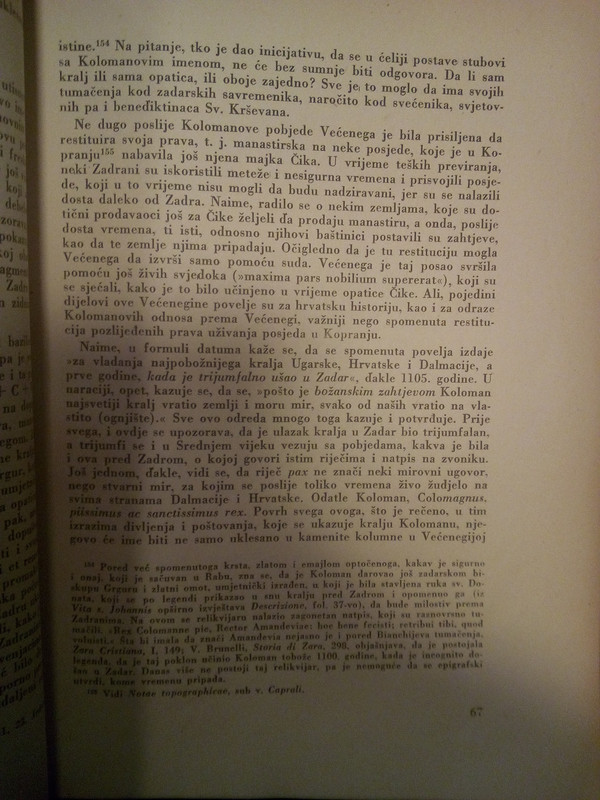 istine.¹⁵⁴ Na pitanje, tko je dao inicijativu, da se u ćeliji postave stubovi
sa Kolomanovim imenom, ne će bez sumnje biti odgovora. Da li sam
kralj ili sama opatica, ili oboje zajedno? Sve je to moglo da ima svojih
tumačenja kod zadarskih savremenika, naročito kod svećenika, svjetov-
nih pa i benediktinaca Sv. Krševana.
Ne dugo poslije Kolomanove pobjede Većenega je bila prisiljena da
restituira svoja prava, t. j. manastirska na neke posjede, koje je u Ko-
pranju¹⁵⁵ nabavila još njena majka Čika. U vrijeme teških previranja,
neki Zadrani su iskoristili meteže i nesigurna vremena i prisvojili posje-
de, koji u to vrijeme nisu mogli da budu nadziravani, jer su se nalazili
dosta daleko od Zadra. Naime, radilo se o nekim zemljama, koje su do-
tični prodavaoci još za Čike željeli da prodaju manastiru, a onda, poslije
dosta vremena, ti isti, odnosno njihovi baštinici postavili su zahtjeve,
kao da te zemlje njima pripadaju. Očigledno da je tu restituciju mogla
Većenega da izvrši samo pomoću suda. Većenega je taj posao svršila
pomoću još živih svjedoka (»maxima pars nobilium supererat«), koji su
se sjećali, kako je to bilo učinjeno u vrijeme opatice Čike. Ali, pojedini
dijelovi ove Većenegine povelje su za hrvatsku historiju, kao i za odraze
Kolomanovih odnosa prema Većenegi, važniji nego spomenuta restitu-
cija pozlijeđenih prava uživanja posjeda u Kopranju.
Naime, u formuli datuma kaže se, da se spomenuta povelja izdaje
»za vladanja najpobožnijega kralja Ugarske, Hrvatske i Dalmacije, a
prve godine, kada je trijumfalno ušao u Zadar«, dakle 1105. godine. U
naraciji, opet, kazuje se, da se, »pošto je božanskim zahtjevom Koloman
najsvetiji kralj vratio zemlji i moru mir, svako od naših vratio na vla-
stito (ognjište).« Sve ovo odreda mnogo toga kazuje i potvrđuje. Prije
svega, i ovdje se upozorava, da je ulazak kralja u Zadar bio trijumfalan,
a trijumfi se i u Srednjem vijeku vezuju sa pobjedama, kakva je bila
i ova pred Zadrom, o kojoj govori istim riječima i natpis na zvoniku.
Još jednom, dakle, vidi se, da riječ pax ne znači neki mirovni ugovor,
nego stvarni mir, za kojim se poslije toliko vremena živo žudjelo na
svima stranama Dalmacije i Hrvatske. Odatle Koloman, Colomagnus,
piissimus ac sanctissimus rex. Povrh svega ovoga, što je rečeno, u tim
izrazima divljenja i poštovanja, koje se ukazuje kralju Kolomanu, nje-
govo će ime biti ne samo uklesano u kamenite kolumne u Većenegijoj
¹⁵⁴ Pored već spomenutoga krsta, zlatom i emajlom optočenoga, kakav je sigurno
i onaj, koji je sačuvan u Rabu, zna se, da je Koloman darovao još zadarskom bi-
skupu Grguru i zlatni omot, umjetnički izrađen, u koji je bila stavljena ruka sv. Do-
nata, koji se po legendi prikazao u snu kralju pred Zadrom i opomenuo ga (iz
Vita s. Johannis opširno izvještava Descrizione, fol. 37-vo), da bude milostiv prema
Zadranima. Na ovom se relikvijaru nalazio zagonetan natpis, koji su raznovrsno tu-
mačili. »Rex Colomanne pie, Rector Amandeviae: hoc bene fecisti; retribui tibi, quod
voluisti.« Šta bi imala da znači Amandevia nejasno je i pored Bianchijeva tumačenja.
Zara Cristiana, I, 149; V. Brunelli, Storia di Zara, 298, objašnjava, da je postojala
legenda, da je taj poklon učinio Koloman tobože 1100. godine, kada je incognito do-
šao u Zadar. Danas više ne postoji taj relikvijar, pa je nemoguće da se epigrafski
utvrdi, kome vremenu pripada.
¹⁵⁵ Vidi Notae topographicae, sub v. Caprali.
67